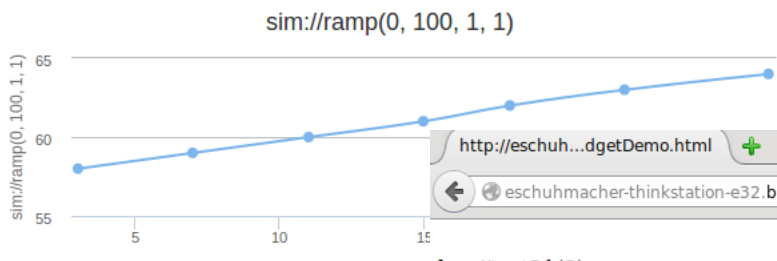 sim://ramp(0, 100, 1, 1)
sim://ramp(0, 100, 1, 1)
65
60
55
5
10
15
http://eschuh...dgetDemo.html
eschuhmacher-thinkstation-e32.b